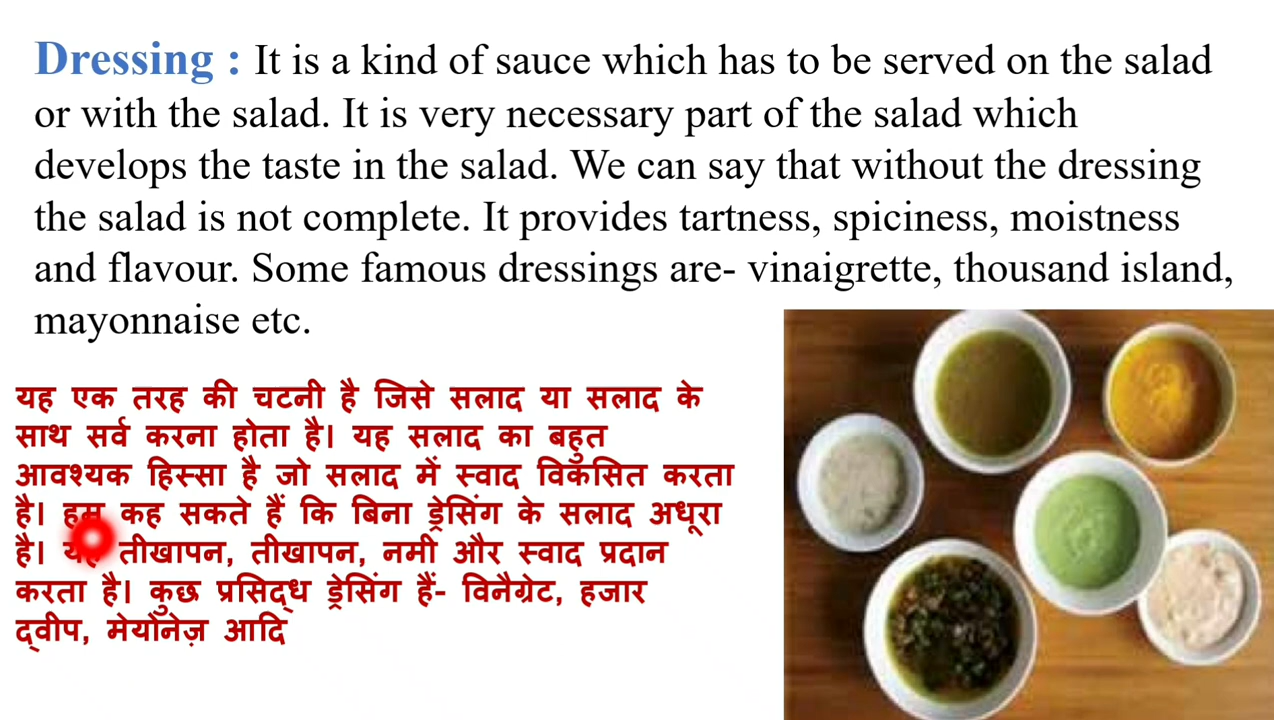 Dressing : It is a kind of sauce which has to be served on the salad
or with the salad. It is very necessary part of the salad which
develops the taste in the salad. We can say that without the dressing
the salad is not complete. It provides tartness, spiciness, moistness
and flavour. Some famous dressings are- vinaigrette, thousand island,
mayonnaise etc.
यह एक तरह की चटनी है जिसे सलाद या सलाद के
साथ सर्व करना होता है। यह सलाद का बहुत
आवश्यक हिस्सा है जो सलाद में स्वाद विकसित करता
है। हम कह सकते हैं कि बिना ड्रेसिंग के सलाद अधूरा
है। यह तीखापन, तीखापन, नमी और स्वाद प्रदान
करता है। कुछ प्रसिद्ध ड्रेसिंग हैं- विनैग्रेट, हजार
द्वीप, मेयोनेज़ आदि